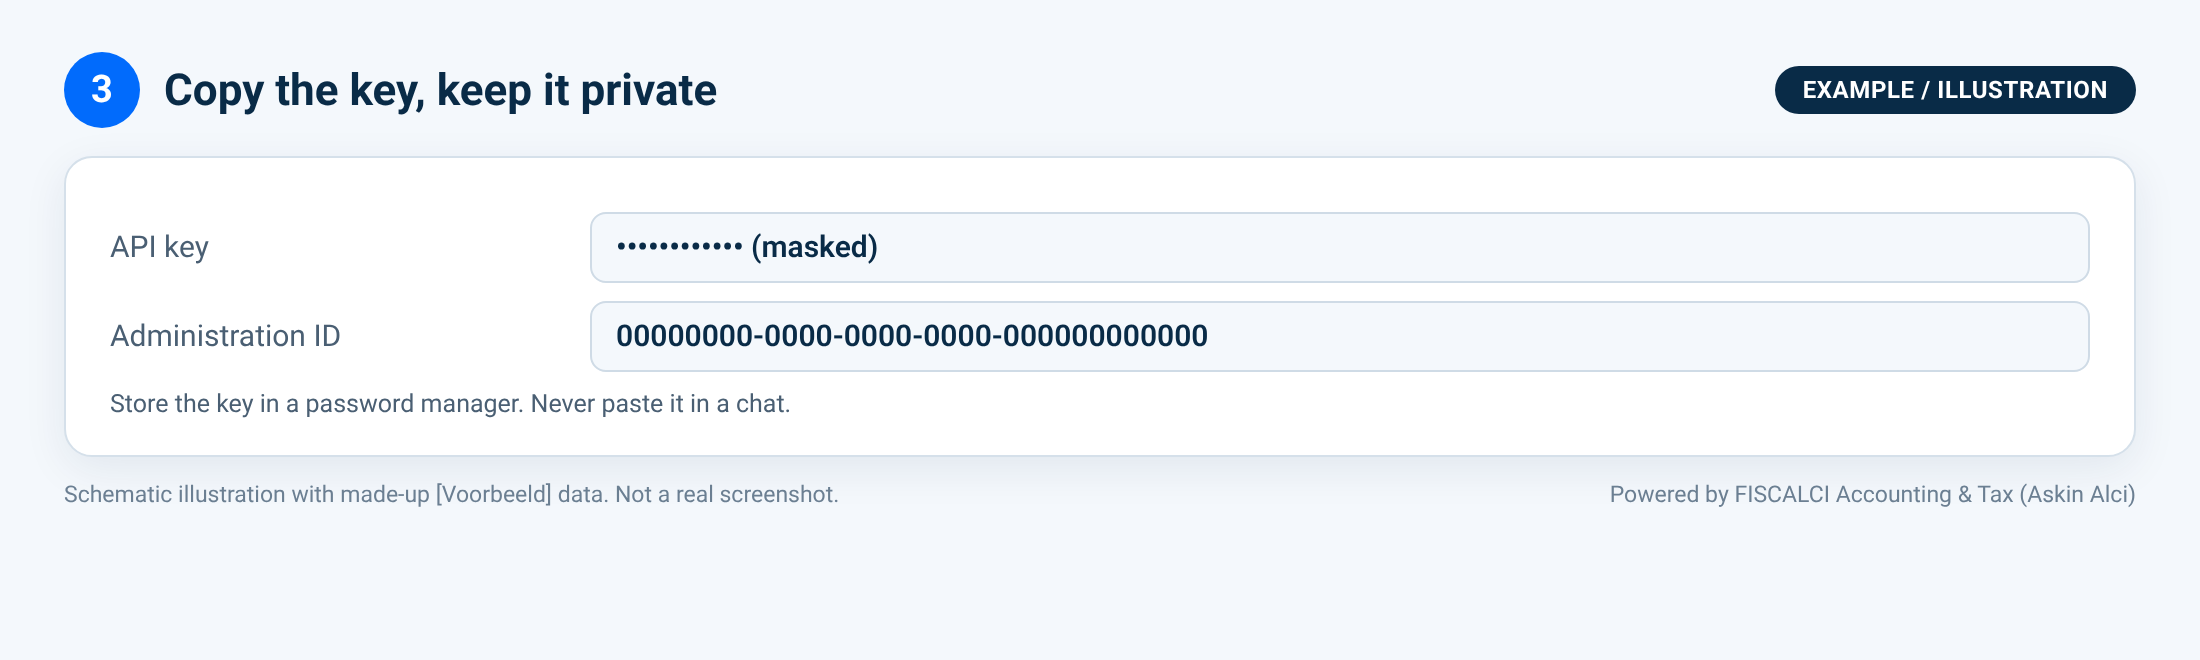 3 Copy the key, keep it private
EXAMPLE / ILLUSTRATION
API key
•••••••••••• (masked)
Administration ID
00000000-0000-0000-0000-000000000000
Store the key in a password manager. Never paste it in a chat.
Schematic illustration with made-up [Voorbeeld] data. Not a real screenshot.
Powered by FISCALCI Accounting & Tax (Askin Alci)